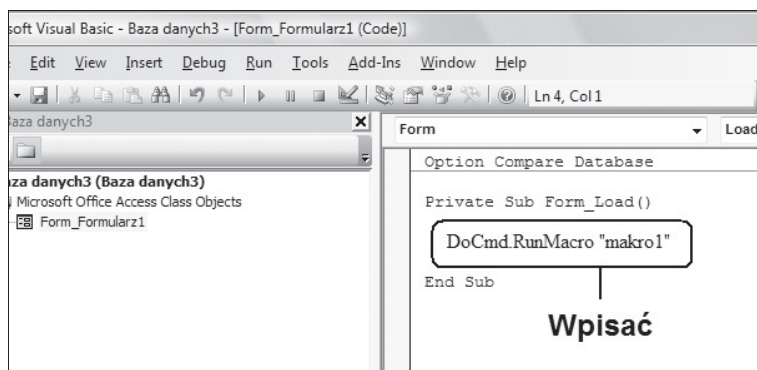 soft Visual Basic - Baza danych3 - [Form_Formularz1 (Code)]
Edit View Insert Debug Run Tools Add-Ins Window Help
Ln 4, Col 1
Baza danych3
Form
Load
aza danych3 (Baza danych3)
Microsoft Office Access Class Objects
Form_Formularz1
Option Compare Database
Private Sub Form_Load()
DoCmd.RunMacro "makro1"
End Sub
Wpisać